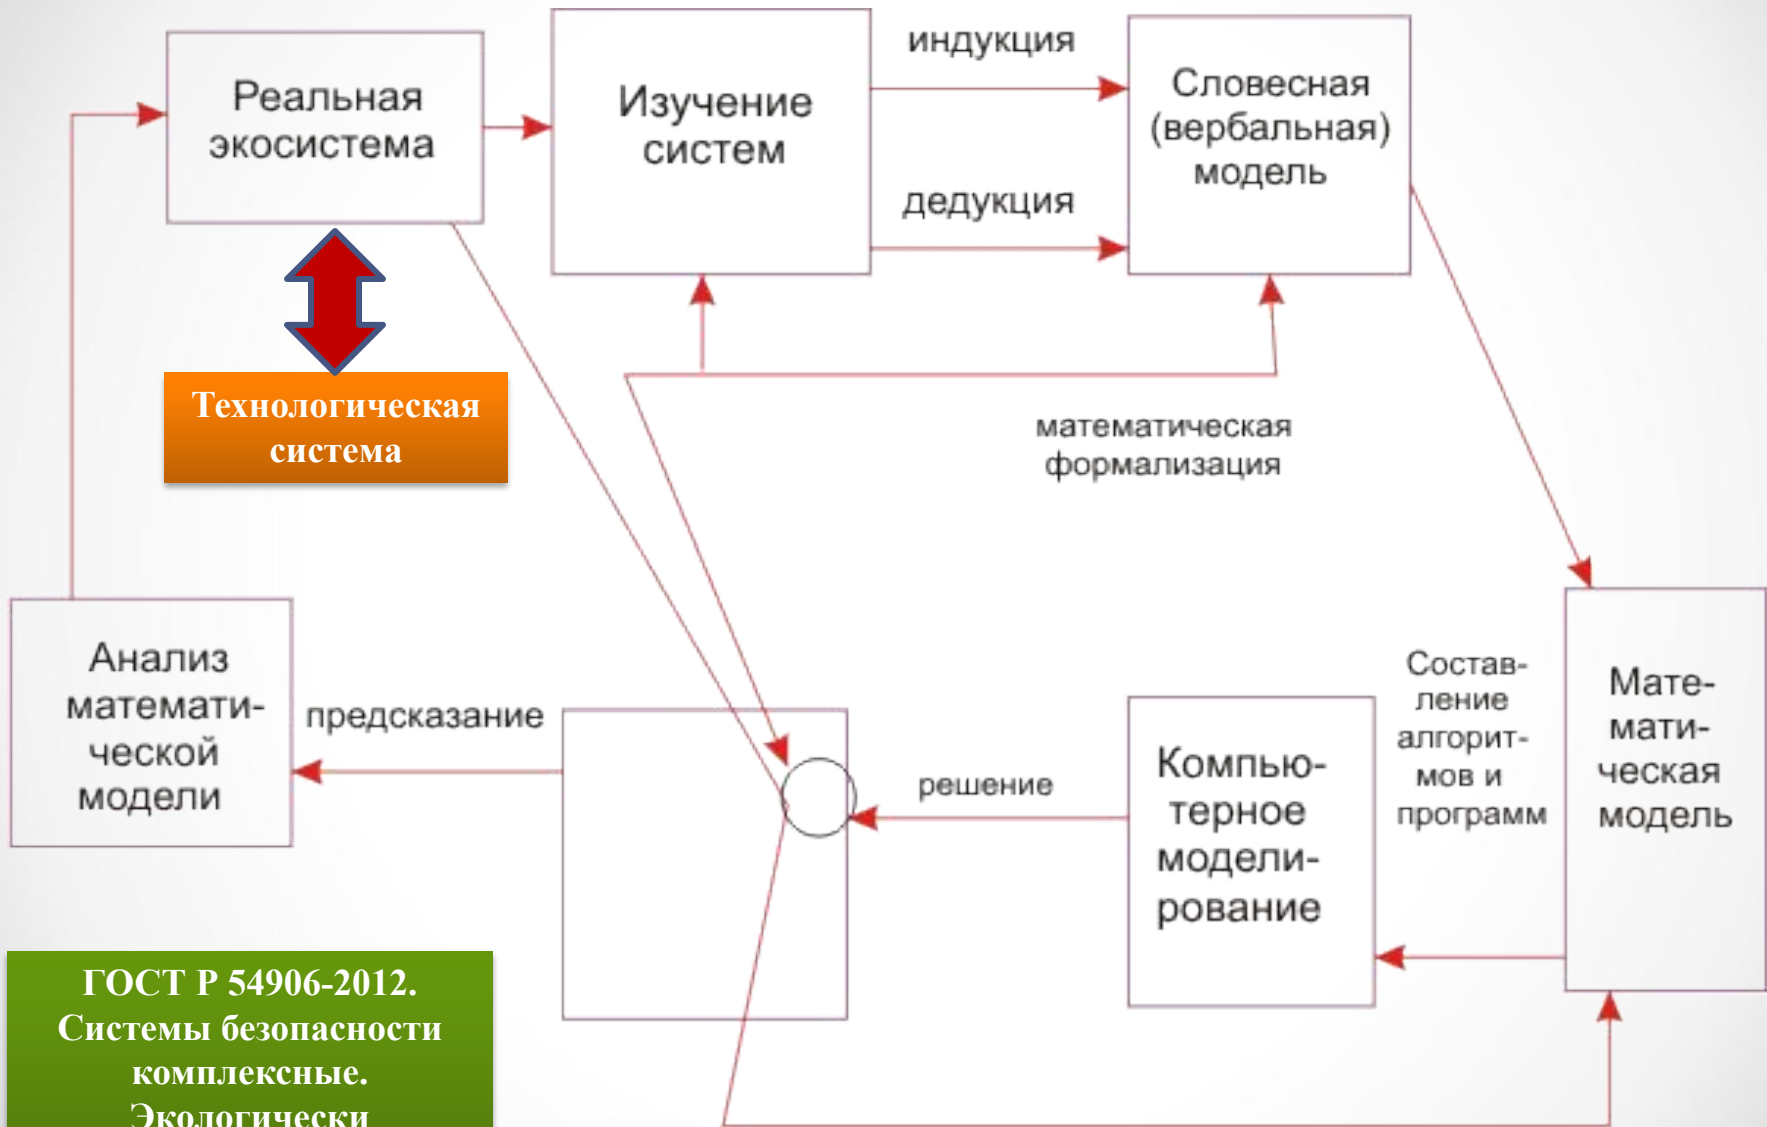 Реальная
экосистема
Изучение
систем
индукция
дедукция
Словесная
(вербальная)
модель
Технологическая
система
математическая
формализация
Анализ
математи-
ческой
модели
предсказание
решение
Компью-
терное
модели-
рование
Состав-
ление
алгорит-
мов и
программ
Мате-
мати-
ческая
модель
ГОСТ Р 54906-2012.
Системы безопасности
комплексные.
Экологически